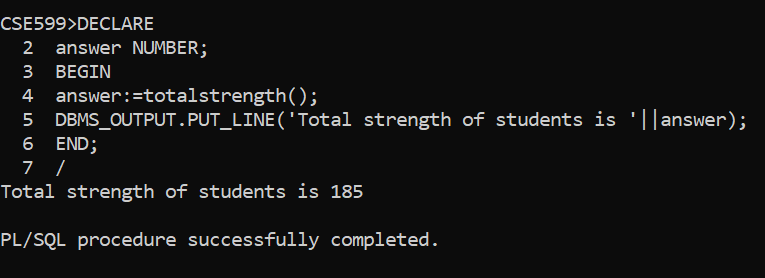 CSE599>DECLARE
  2  answer NUMBER;
  3  BEGIN
  4  answer:=totalstrength();
  5  DBMS_OUTPUT.PUT_LINE('Total strength of students is '||answer);
  6  END;
  7  /
Total strength of students is 185

PL/SQL procedure successfully completed.